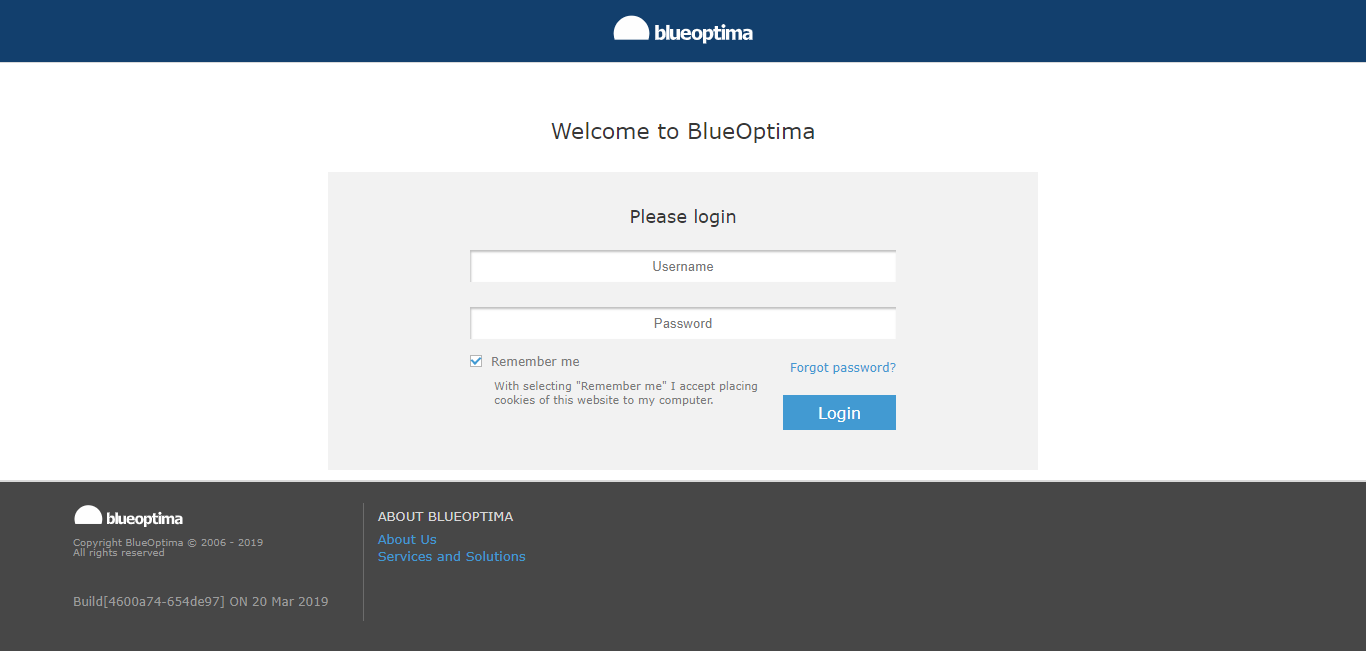 blueoptima
Welcome to BlueOptima
Please login
Username
Password
Remember me
Forgot password?
With selecting "Remember me" I accept placing
cookies of this website to my computer.
Login
blueoptima
Copyright BlueOptima © 2006 - 2019
All rights reserved
Build[4600a74-654de97] ON 20 Mar 2019
ABOUT BLUEOPTIMA
About Us
Services and Solutions